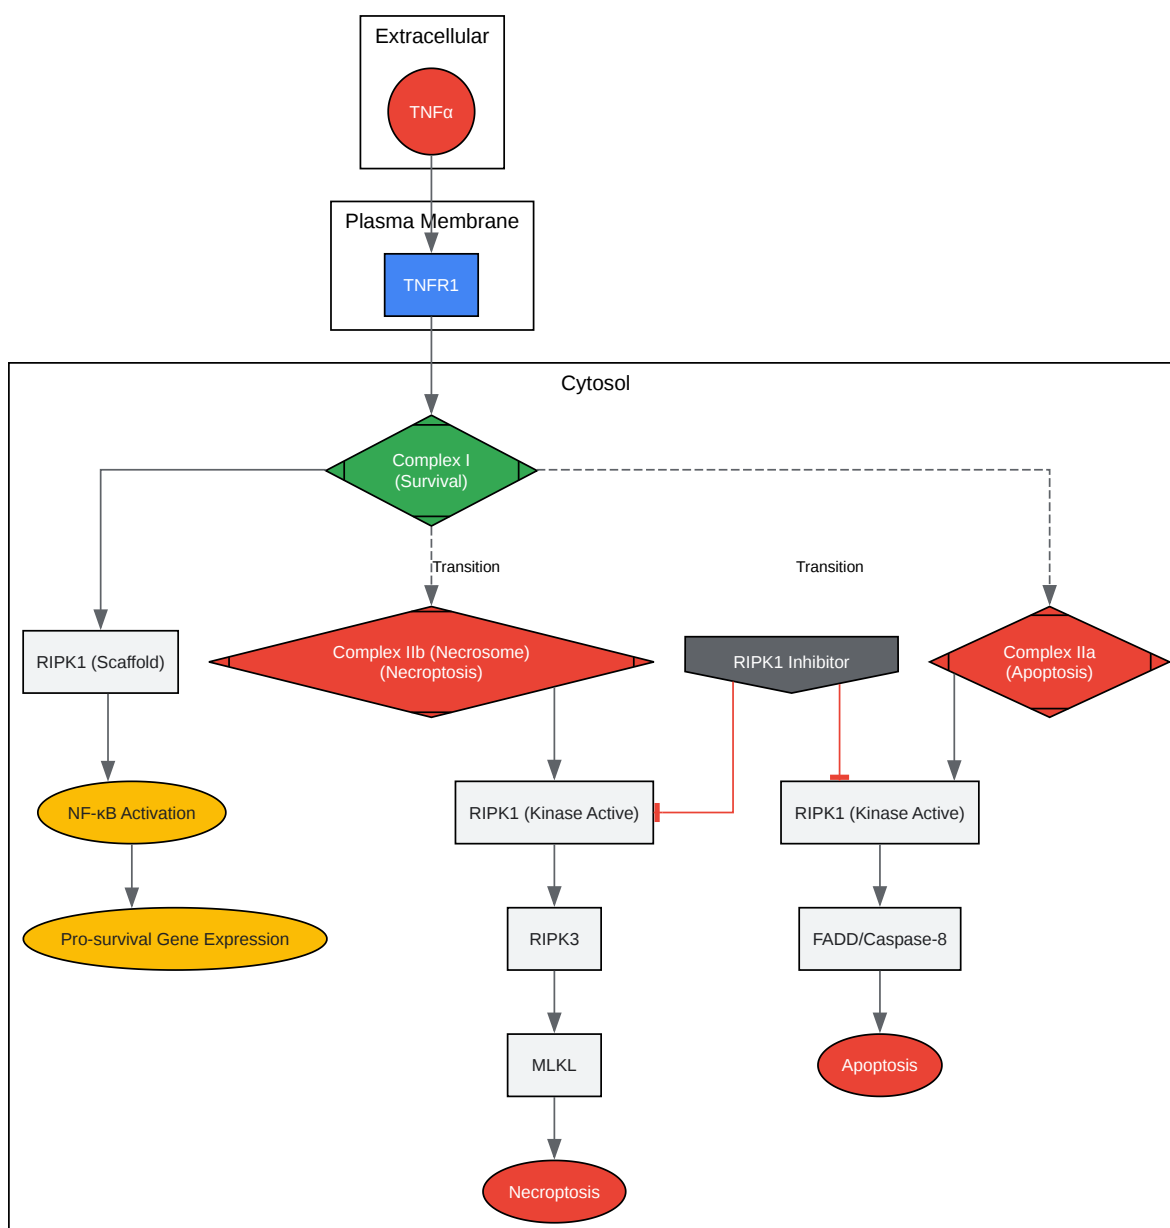 Extracellular
TNFα
Plasma Membrane
TNFR1
Cytosol
Complex I
(Survival)
Transition
Transition
RIPK1 (Scaffold)
Complex IIb (Necrosome)
(Necroptosis)
RIPK1 Inhibitor
Complex IIa
(Apoptosis)
NF-κB Activation
RIPK1 (Kinase Active)
RIPK1 (Kinase Active)
Pro-survival Gene Expression
RIPK3
FADD/Caspase-8
MLKL
Apoptosis
Necroptosis